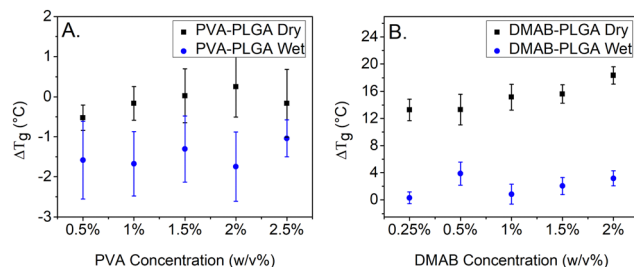 A.
PVA-PLGA Dry
PVA-PLGA Wet
ΔTg (°C)
1
0
-1
-2
-3
0.5% 1% 1.5% 2% 2.5%
PVA Concentration (w/v%)
B.
DMAB-PLGA Dry
DMAB-PLGA Wet
ΔTg (°C)
24
20
16
12
8
4
0
0.25% 0.5% 1% 1.5% 2%
DMAB Concentration (w/v%)